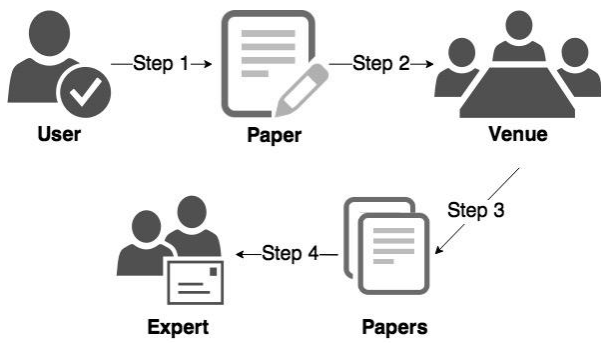 Step 1
Step 2
User
Paper
Venue
Step 3
Step 4
Expert
Papers